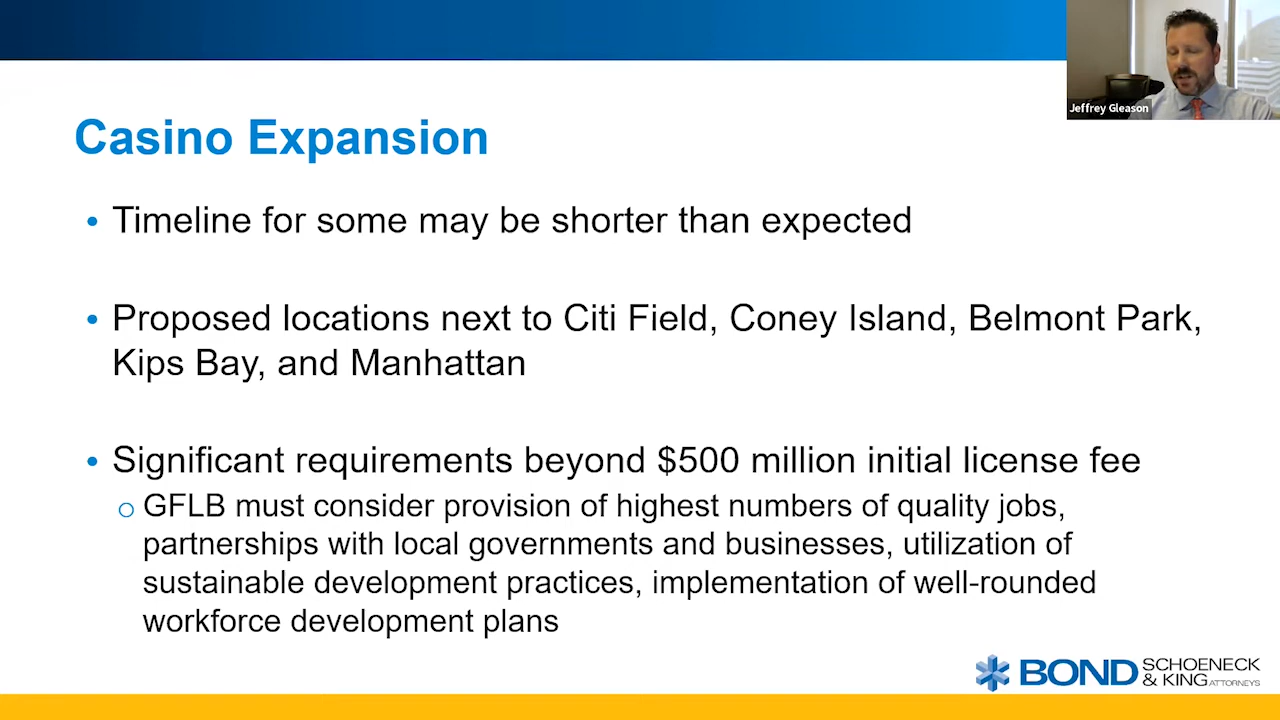 Jeffrey Gleason
Casino Expansion
• Timeline for some may be shorter than expected
• Proposed locations next to Citi Field, Coney Island, Belmont Park,
Kips Bay, and Manhattan
• Significant requirements beyond $500 million initial license fee
o GFLB must consider provision of highest numbers of quality jobs,
partnerships with local governments and businesses, utilization of
sustainable development practices, implementation of well-rounded
workforce development plans
BOND SCHOENECK
& KING ATTORNEYS